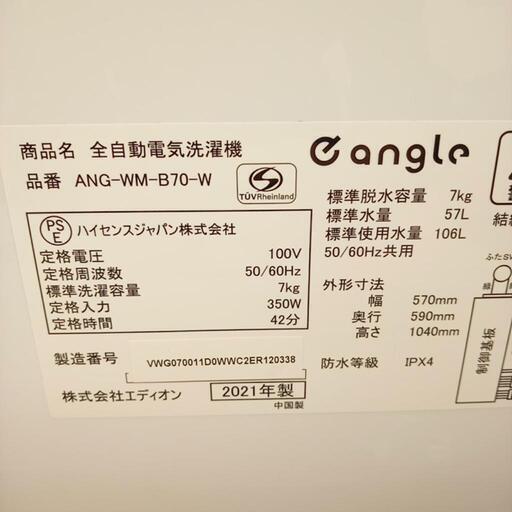 商品名 全自動電気洗濯機
品番 ANG-WM-B70-W
TÜVRheinland
e angle
PSE ハイセンスジャパン株式会社
定格電圧 100V
定格周波数 50/60Hz
標準洗濯容量 7kg
定格入力 350W
定格時間 42分
製造番号 VWG070011D0WWC2ER120338
株式会社エディオン 2021年製
中国製
標準脱水容量 7kg
標準水量 57L
標準使用水量 106L
50/60Hz共用
外形寸法
幅 570mm
奥行 590mm
高さ 1040mm
防水等級 IPX4
ふたSW
制御基板